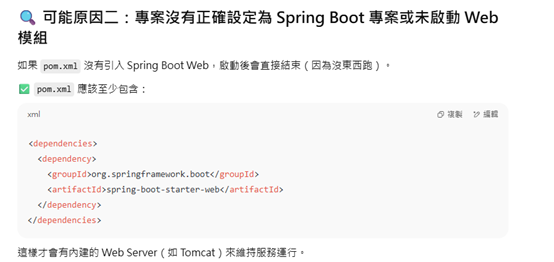 🔍 可能原因二：專案沒有正確設定為 Spring Boot 專案或未啟動 Web
模組
如果 pom.xml 沒有引入 Spring Boot Web，啟動後會直接結束（因為沒東西跑）。
✅ pom.xml 應該至少包含：
xml 複製 編輯
<dependencies>
  <dependency>
    <groupId>org.springframework.boot</groupId>
    <artifactId>spring-boot-starter-web</artifactId>
  </dependency>
</dependencies>
這樣才會有內建的 Web Server（如 Tomcat）來維持服務運行。